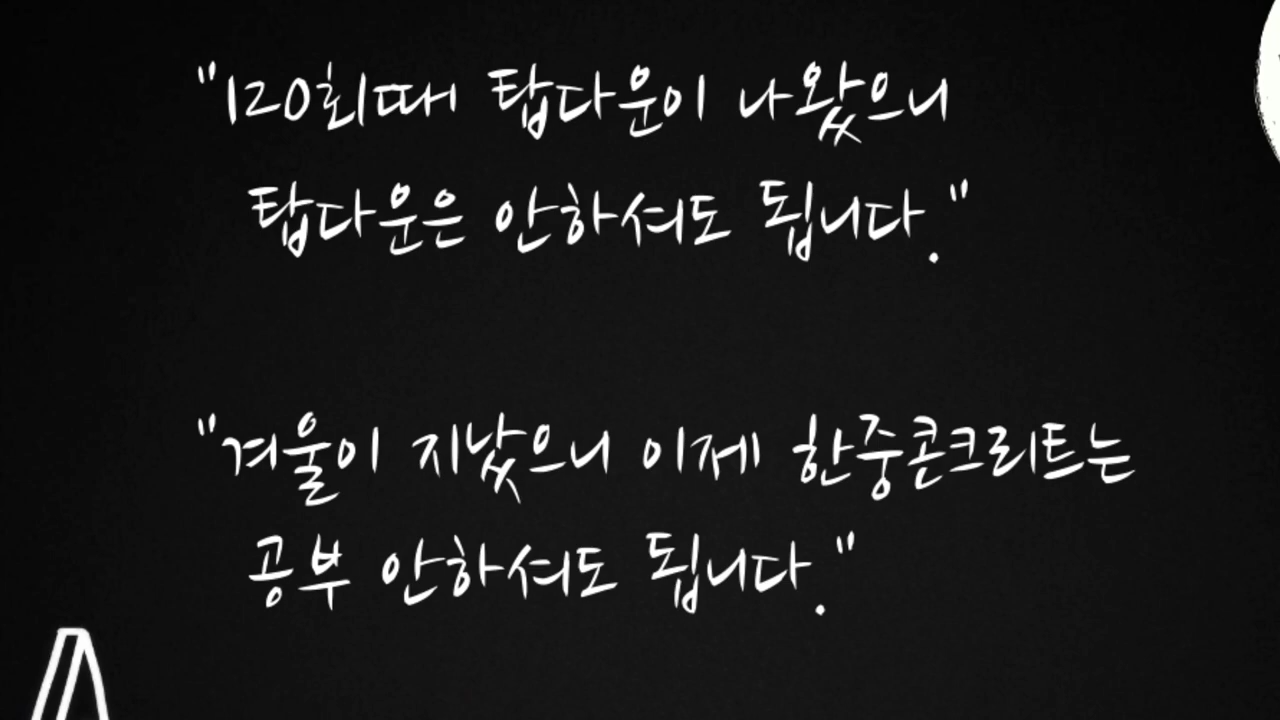 "120회때 탑다운이 나왔으니
탑다운은 안하셔도 됩니다."
"겨울이 지났으니 이제 한중콘크리트는
공부 안하셔도 됩니다."